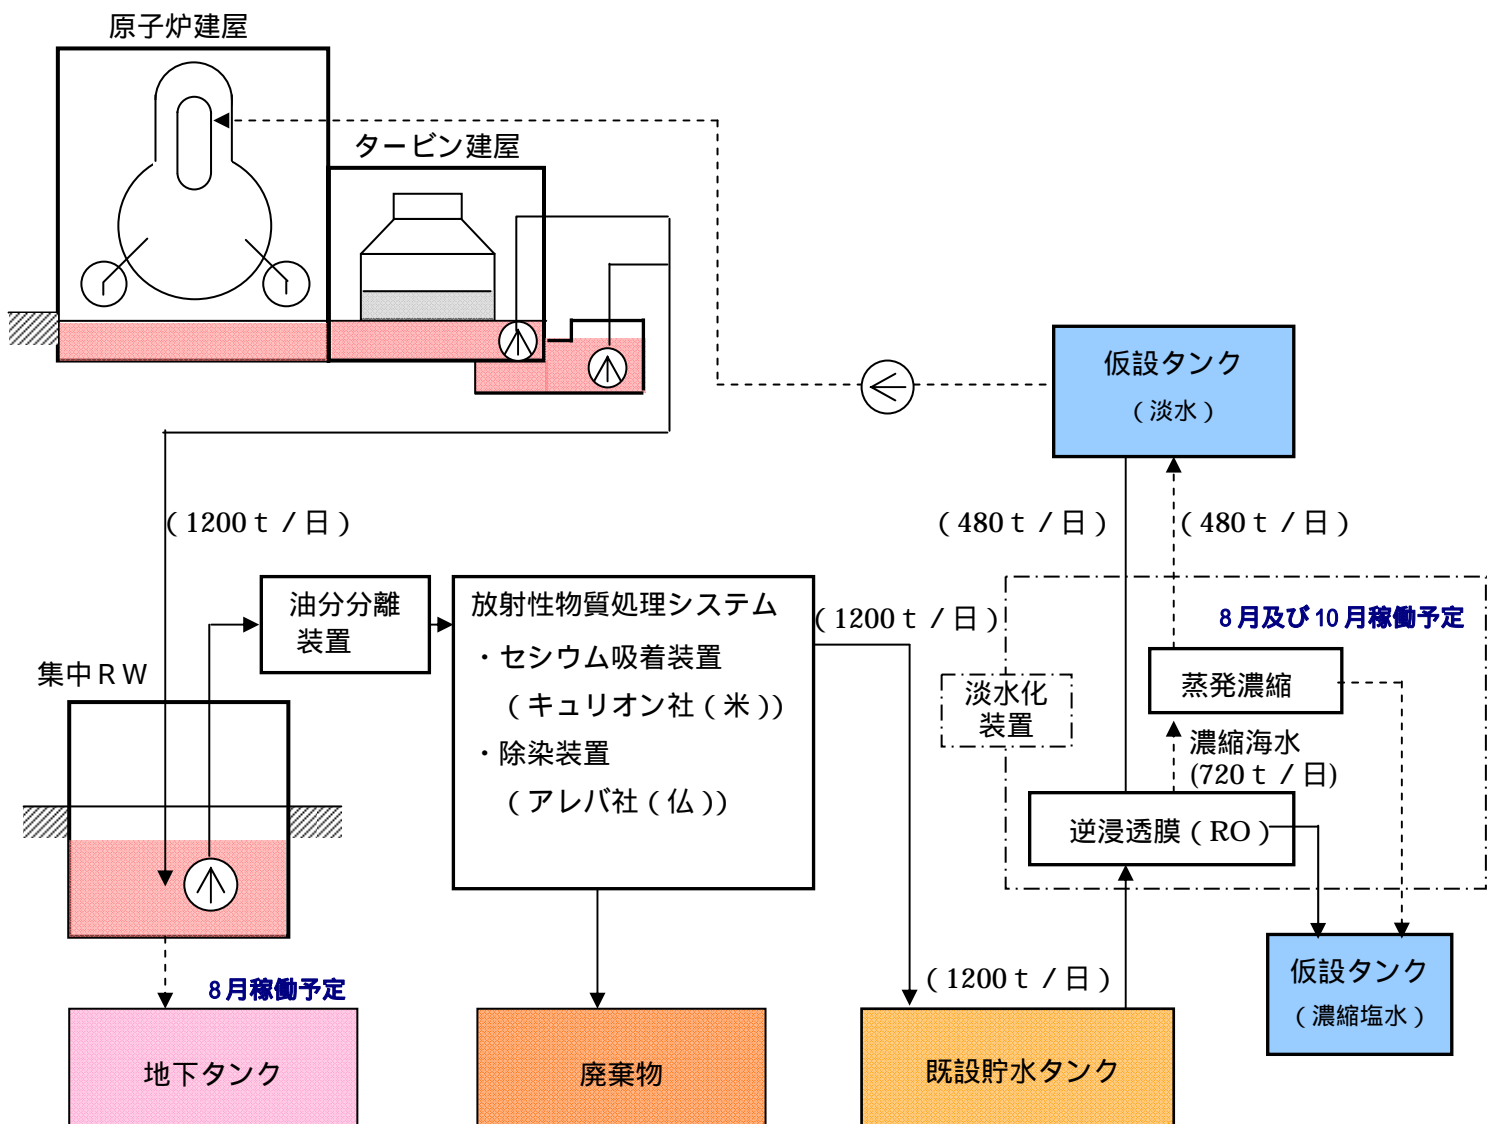 原子炉建屋
タービン建屋
仮設タンク
（淡水）
（1200ｔ／日）
（480ｔ／日）
（480ｔ／日）
油分分離
装置
放射性物質処理システム
・セシウム吸着装置
（キュリオン社（米））
・除染装置
（アレバ社（仏））
（1200ｔ／日）
8月及び10月稼働予定
集中ＲＷ
淡水化
装置
蒸発濃縮
濃縮海水
(720ｔ／日)
逆浸透膜（RO）
8月稼働予定
（1200ｔ／日）
仮設タンク
（濃縮塩水）
地下タンク
廃棄物
既設貯水タンク